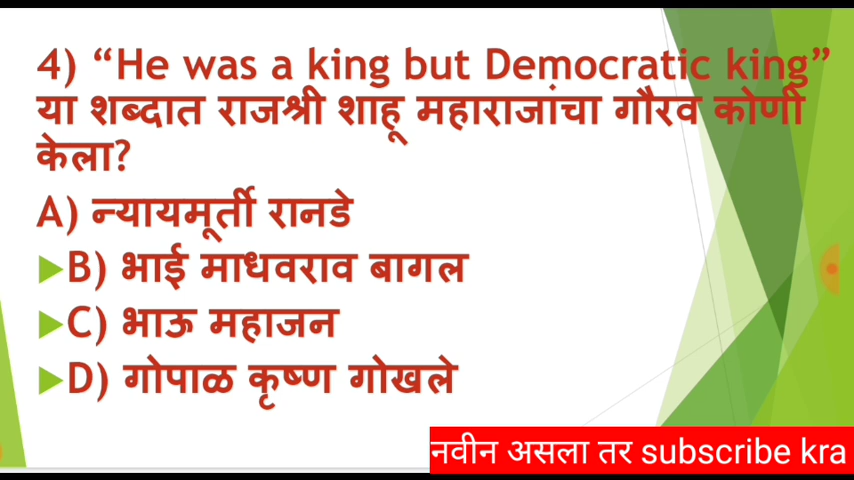 4) “He was a king but Democratic king”
या शब्दात राजश्री शाहू महाराजांचा गौरव कोणी
केला?
A) न्यायमूर्ती रानडे
B) भाई माधवराव बागल
C) भाऊ महाजन
D) गोपाळ कृष्ण गोखले
नवीन असला तर subscribe kra